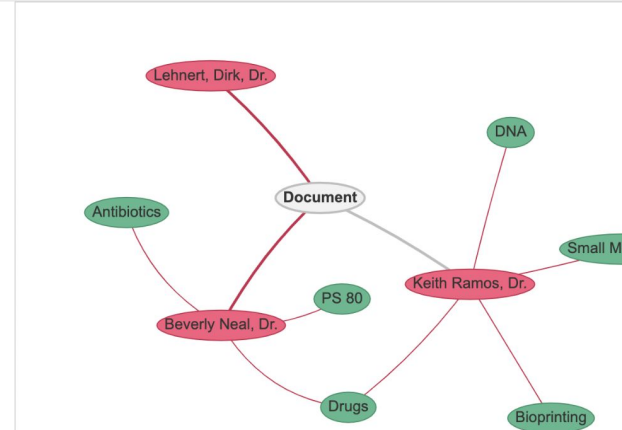 Lehnert, Dirk, Dr.
DNA
Document
Antibiotics
Small M
Keith Ramos, Dr.
PS 80
Beverly Neal, Dr.
Drugs
Bioprinting